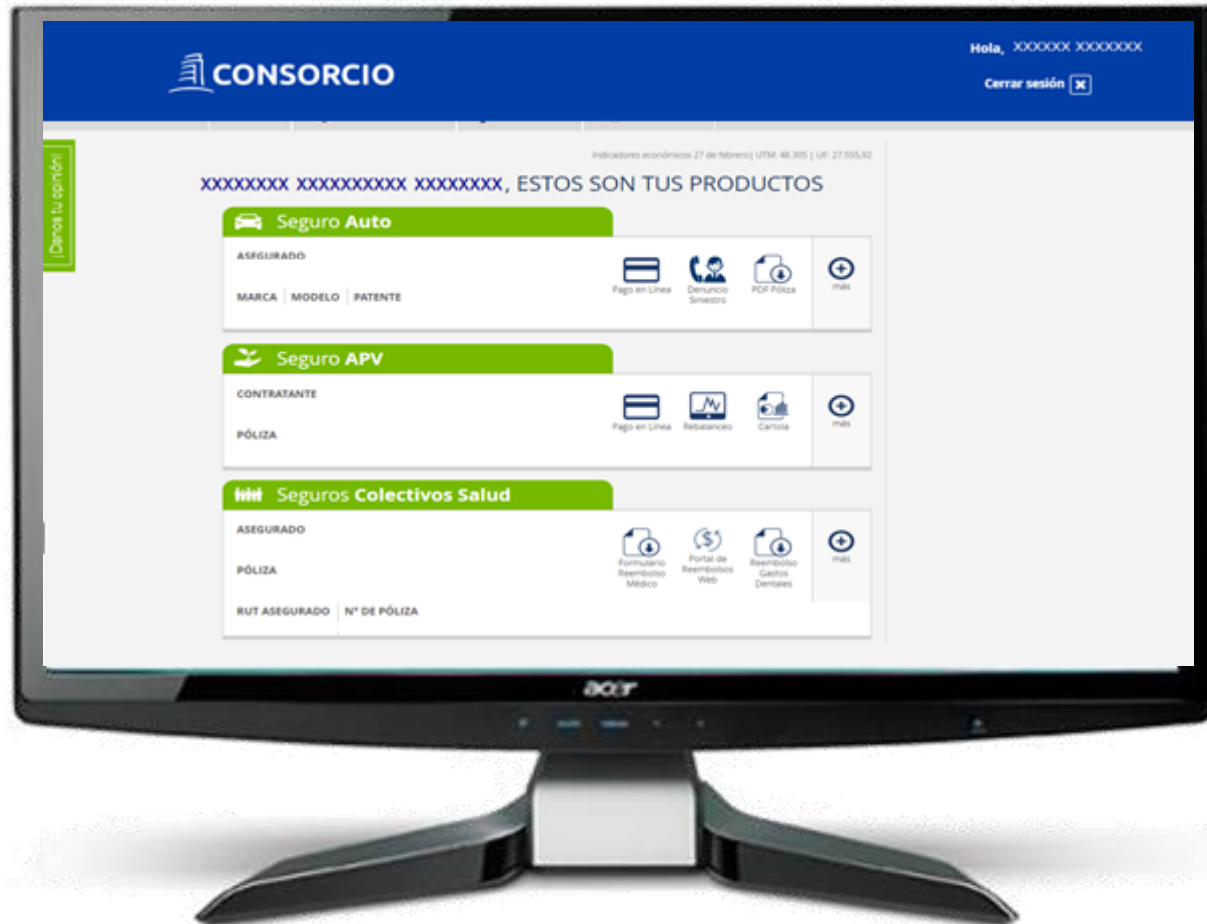 CONSORCIO
Hola, XXXXXX XXXXXXX
Cerrar sesión
¡Danos tu opinión!
Indicadores económicos 27 de febrero| UTM: 48.305 | UF: 27.555,92
XXXXXXXX XXXXXXXXXX XXXXXXXX, ESTOS SON TUS PRODUCTOS
Seguro Auto
ASEGURADO
MARCA MODELO PATENTE
Pago en Línea
Denuncio
Siniestro
PDF Póliza
más
Seguro APV
CONTRATANTE
PÓLIZA
Pago en Línea
Rebalanceo
Cartola
más
Seguros Colectivos Salud
ASEGURADO
PÓLIZA
RUT ASEGURADO N° DE PÓLIZA
Formulario
Reembolso
Médico
Portal de
Reembolsos
Web
Reembolso
Gastos
Dentales
más
acer